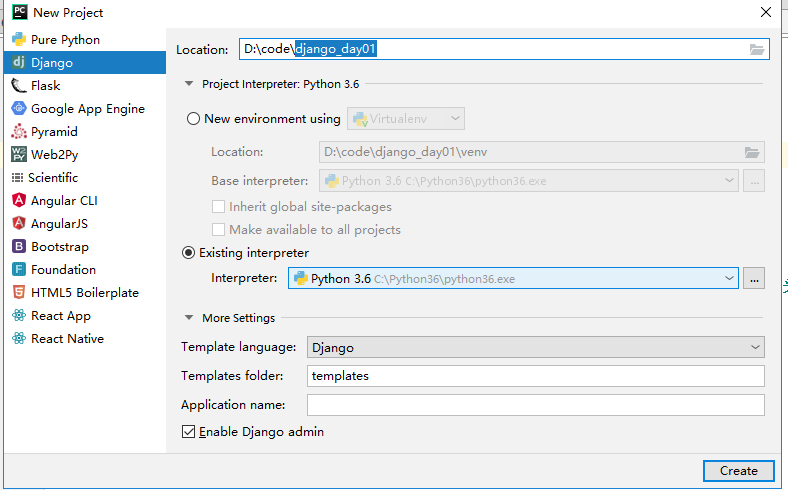 New Project
Pure Python
Django
Flask
Google App Engine
Pyramid
Web2Py
Scientific
Angular CLI
AngularJS
Bootstrap
Foundation
HTML5 Boilerplate
React App
React Native
Location: D:\code\django_day01
Project Interpreter: Python 3.6
New environment using Virtualenv
Location: D:\code\django_day01\venv
Base interpreter: Python 3.6 C:\Python36\python36.exe ...
Inherit global site-packages
Make available to all projects
Existing interpreter
Interpreter: Python 3.6 C:\Python36\python36.exe ...
More Settings
Template language: Django
Templates folder: templates
Application name:
Enable Django admin
Create